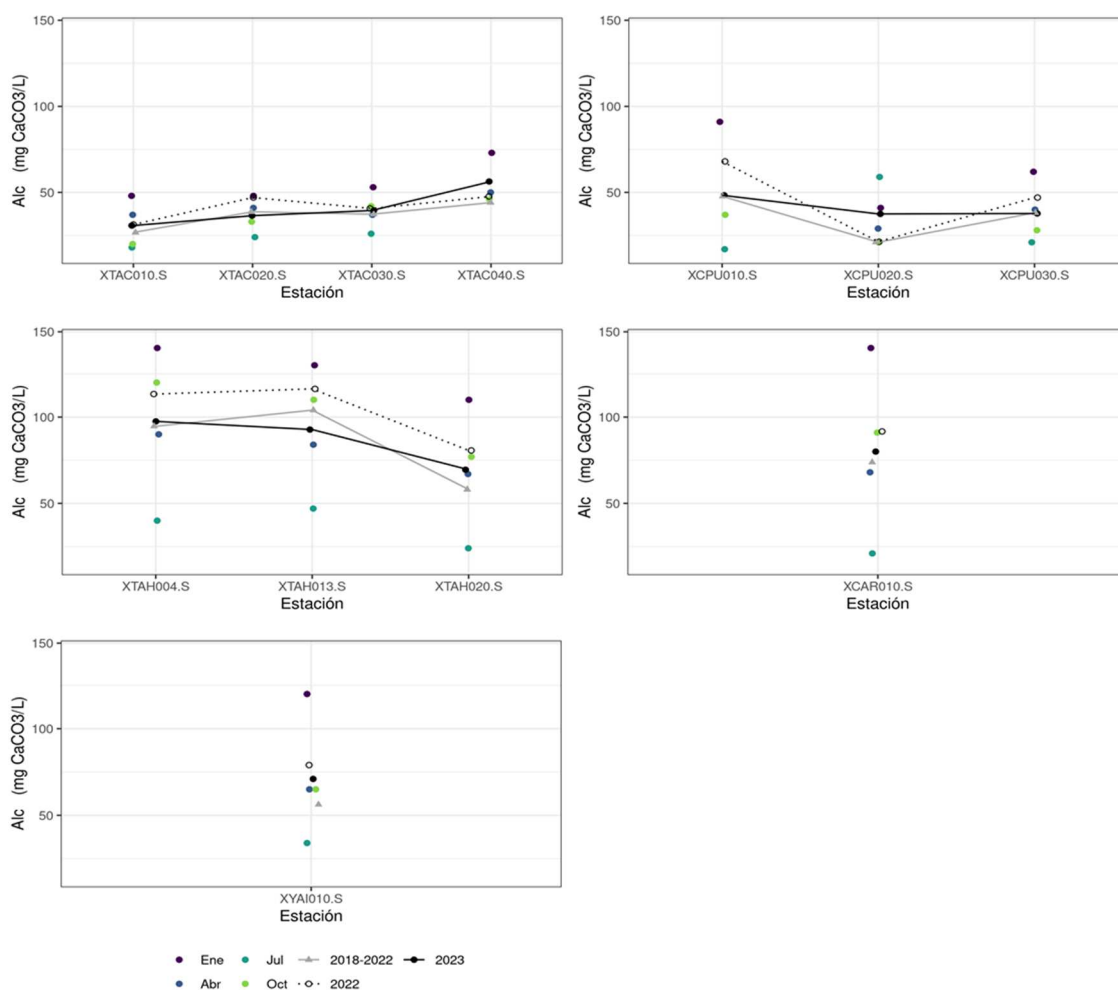 150
100
50
Alc (mg CaCO3/L)
XTAC010.S XTAC020.S XTAC030.S XTAC040.S
Estación
150
100
50
Alc (mg CaCO3/L)
XCPU010.S XCPU020.S XCPU030.S
Estación
150
100
50
Alc (mg CaCO3/L)
XTAH004.S XTAH013.S XTAH020.S
Estación
150
100
50
Alc (mg CaCO3/L)
XCAR010.S
Estación
150
100
50
Alc (mg CaCO3/L)
XYAI010.S
Estación
Ene Jul 2018-2022 2023
Abr Oct 2022